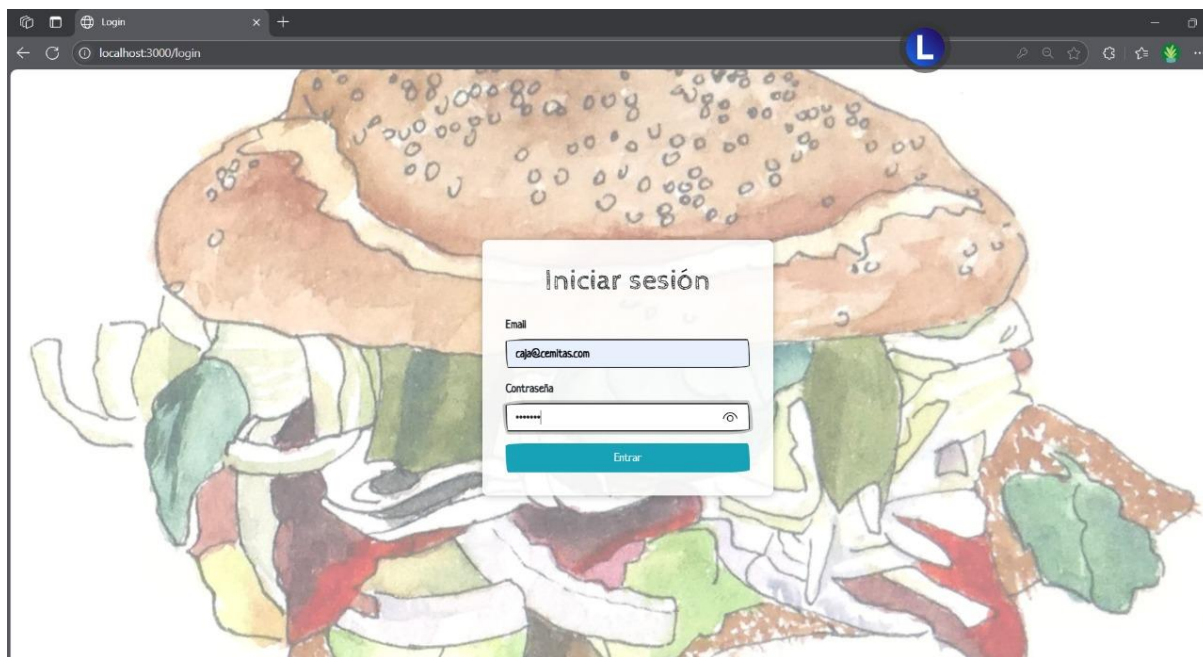 Login
localhost:3000/login
L
Iniciar sesión
Email
caja@cemitas.com
Contraseña
•••••••
Entrar